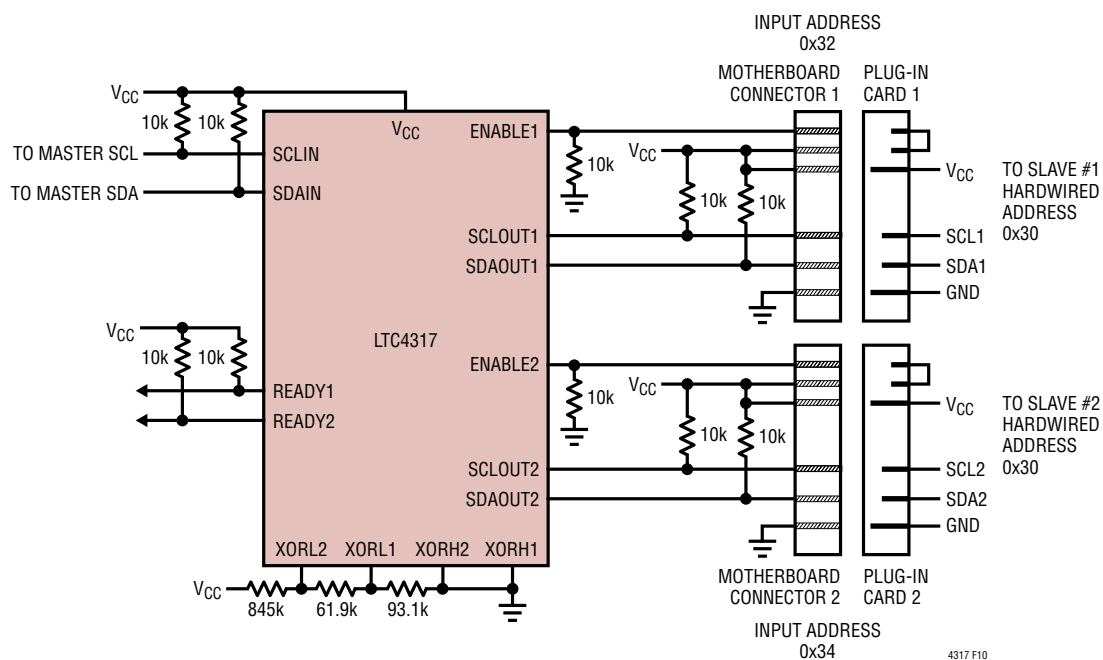 INPUT ADDRESS
0x32
MOTHERBOARD
CONNECTOR 1
PLUG-IN
CARD 1
VCC
10k
10k
TO MASTER SCL
TO MASTER SDA
VCC
SCLIN
SDAIN
ENABLE1
10k
VCC
10k
10k
SCLOUT1
SDAOUT1
VCC
SCL1
SDA1
GND
TO SLAVE #1
HARDWIRED
ADDRESS
0x30
VCC
10k
10k
READY1
READY2
LTC4317
ENABLE2
10k
VCC
10k
10k
SCLOUT2
SDAOUT2
VCC
SCL2
SDA2
GND
TO SLAVE #2
HARDWIRED
ADDRESS
0x30
XORL2
XORL1
XORH2
XORH1
VCC
845k
61.9k
93.1k
MOTHERBOARD
CONNECTOR 2
PLUG-IN
CARD 2
INPUT ADDRESS
0x34
4317 F10